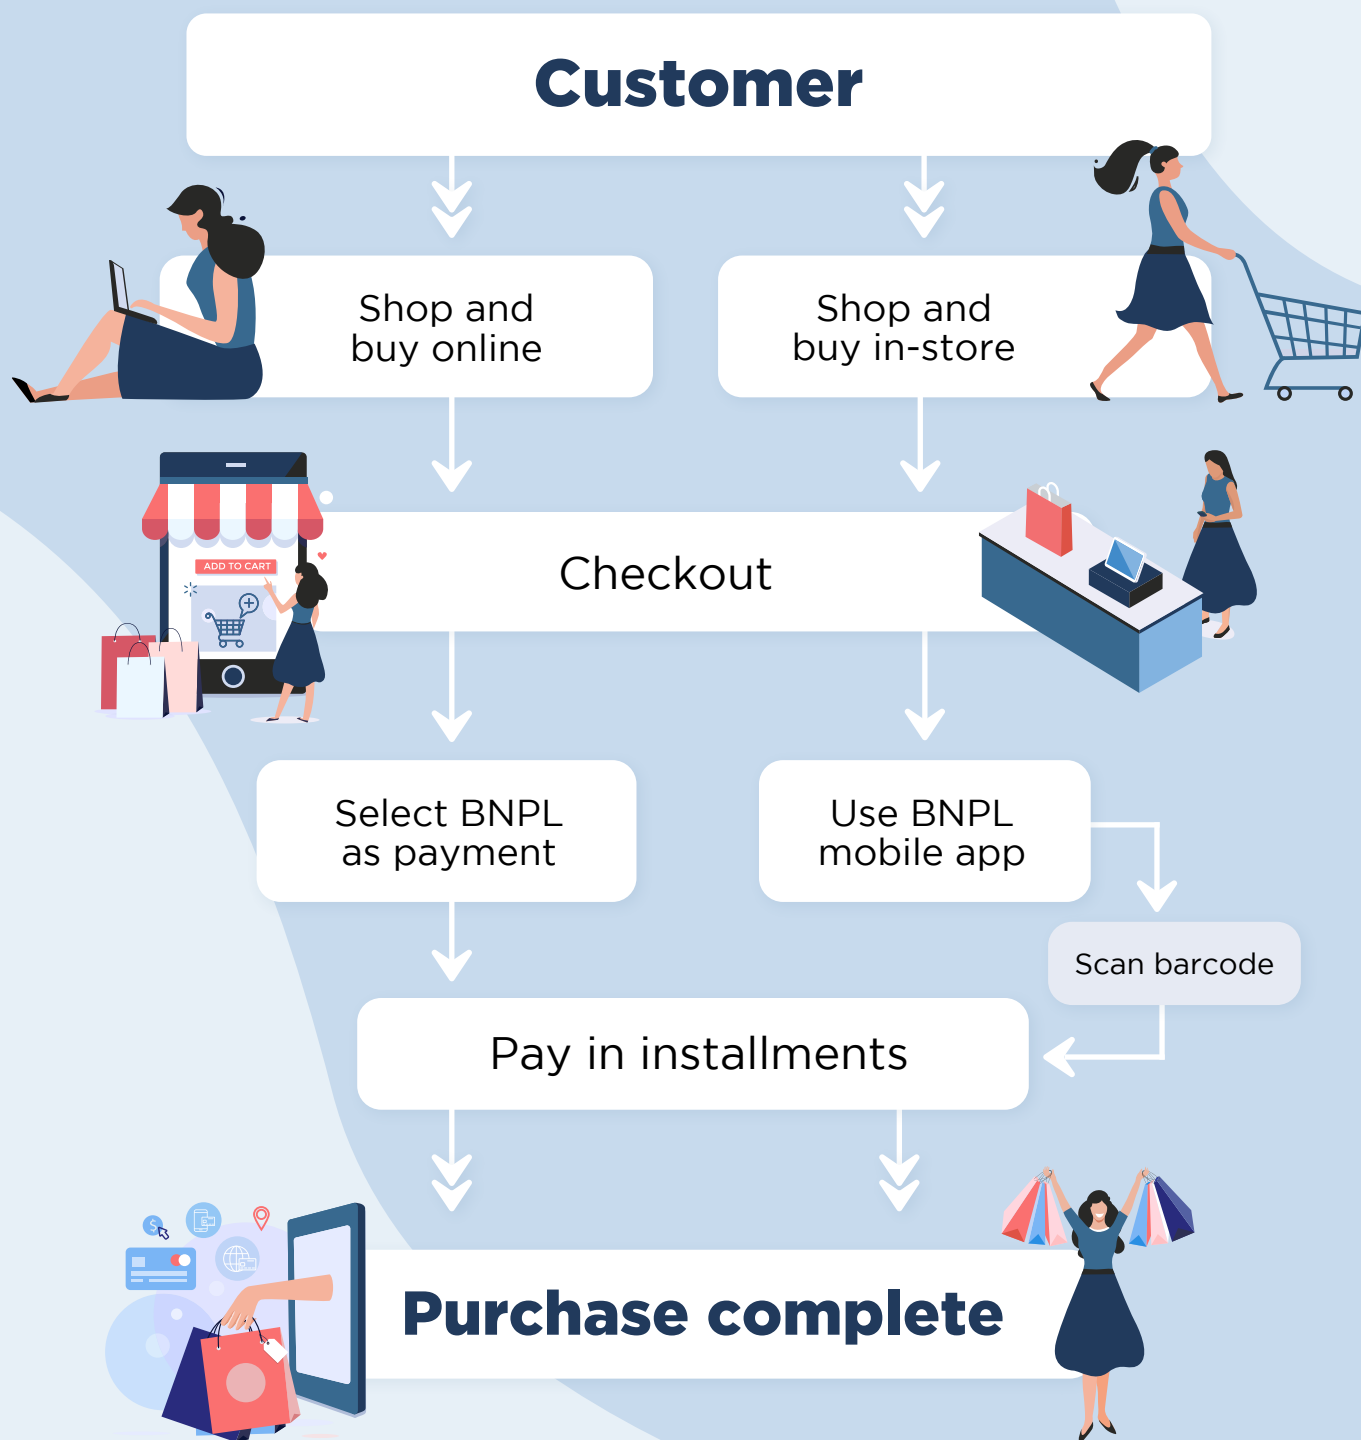 Customer
Shop and
buy online
Shop and
buy in-store
ADD TO CART
Checkout
Select BNPL
as payment
Use BNPL
mobile app
Scan barcode
Pay in installments
$
Purchase complete